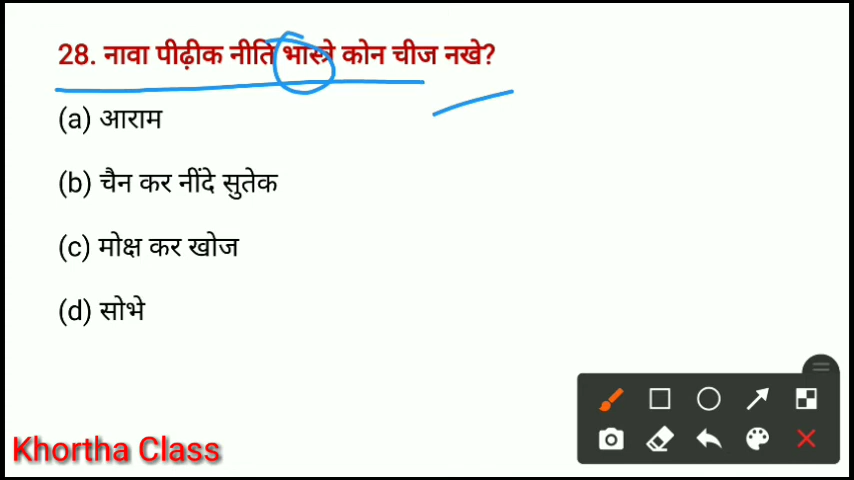 28. नावा पीढ़ीक नीति भास्त्रे कोन चीज नखे?
(a) आराम
(b) चैन कर नींदे सुतेक
(c) मोक्ष कर खोज
(d) सोभे
Khortha Class